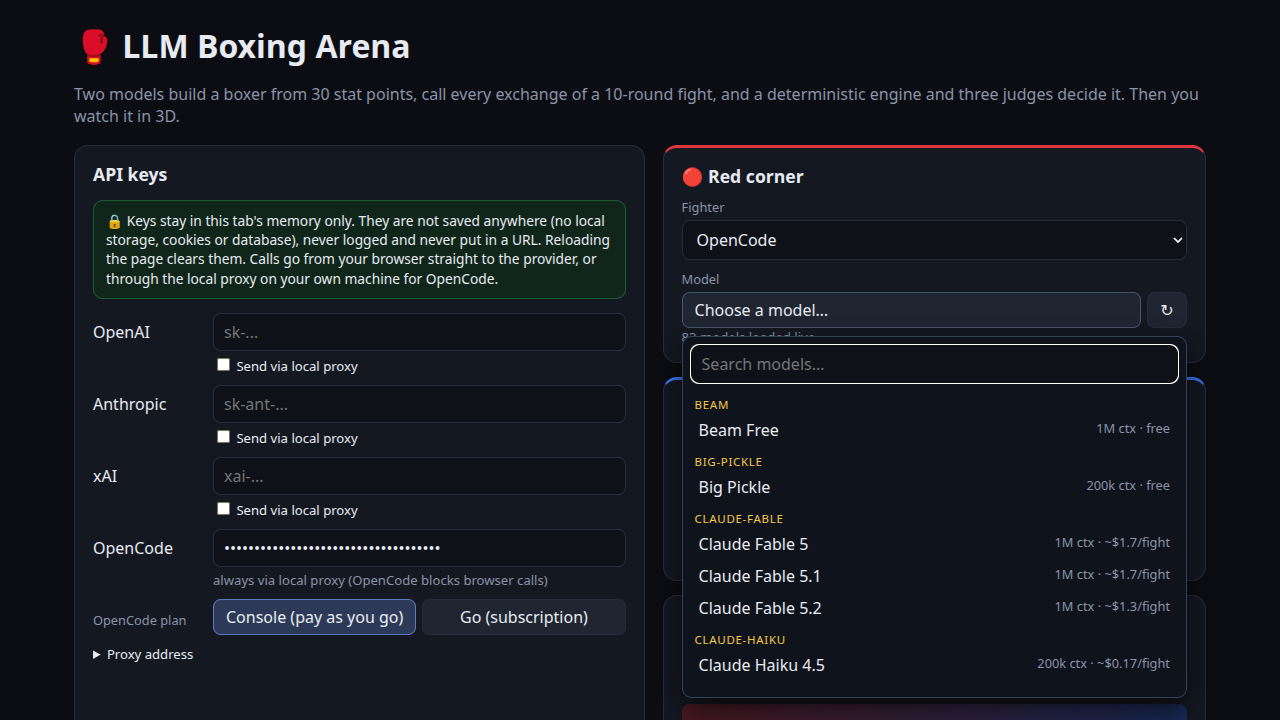 🥊 LLM Boxing Arena
Two models build a boxer from 30 stat points, call every exchange of a 10-round fight, and a deterministic engine and three judges decide it. Then you
watch it in 3D.
API keys
🔒 Keys stay in this tab's memory only. They are not saved anywhere (no local
storage, cookies or database), never logged and never put in a URL. Reloading
the page clears them. Calls go from your browser straight to the provider, or
through the local proxy on your own machine for OpenCode.
OpenAI
sk-...
Send via local proxy
Anthropic
sk-ant-...
Send via local proxy
xAI
xai-...
Send via local proxy
OpenCode
••••••••••••••••••••••••••••••••••••
always via local proxy (OpenCode blocks browser calls)
OpenCode plan
Console (pay as you go)
Go (subscription)
▶ Proxy address
🔴 Red corner
Fighter
OpenCode
Model
Choose a model...
↻
Search models...
BEAM
Beam Free 1M ctx · free
BIG-PICKLE
Big Pickle 200k ctx · free
CLAUDE-FABLE
Claude Fable 5 1M ctx · ~$1.7/fight
Claude Fable 5.1 1M ctx · ~$1.7/fight
Claude Fable 5.2 1M ctx · ~$1.3/fight
CLAUDE-HAIKU
Claude Haiku 4.5 200k ctx · ~$0.17/fight